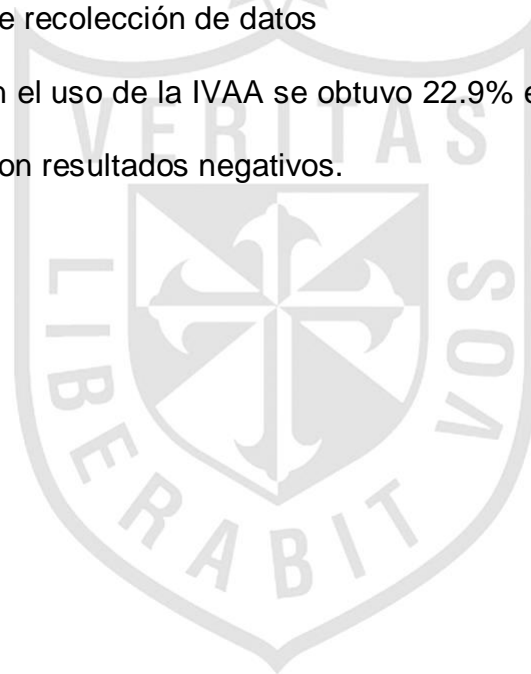 e recolección de datos
n el uso de la IVAA se obtuvo 22.9% e
on resultados negativos.
VERITAS
LIBERABIT
VOS